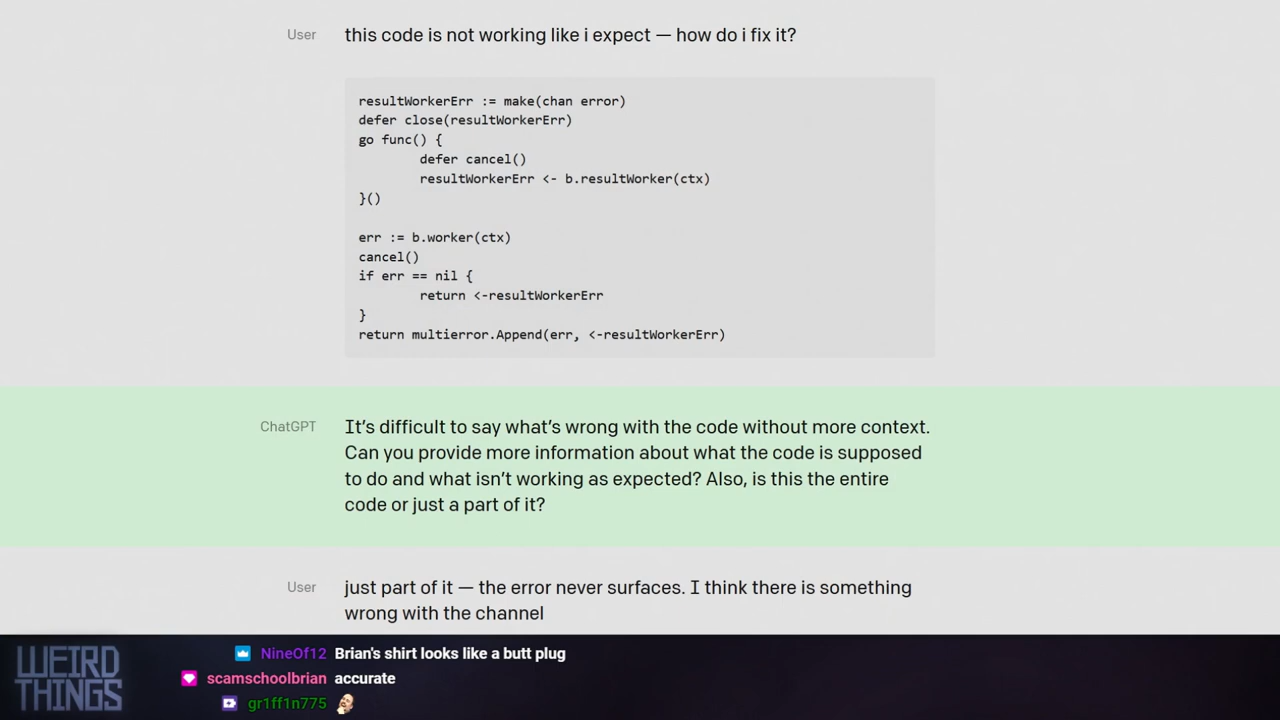 User
this code is not working like i expect — how do i fix it?
resultWorkerErr := make(chan error)
defer close(resultWorkerErr)
go func() {
        defer cancel()
        resultWorkerErr <- b.resultWorker(ctx)
}()

err := b.worker(ctx)
cancel()
if err == nil {
        return <-resultWorkerErr
}
return multierror.Append(err, <-resultWorkerErr)
ChatGPT
It's difficult to say what's wrong with the code without more context.
Can you provide more information about what the code is supposed
to do and what isn't working as expected? Also, is this the entire
code or just a part of it?
User
just part of it — the error never surfaces. I think there is something
wrong with the channel
WEIRD
THINGS
NineOf12 Brian's shirt looks like a butt plug
scamschoolbrian accurate
gr1ff1n775